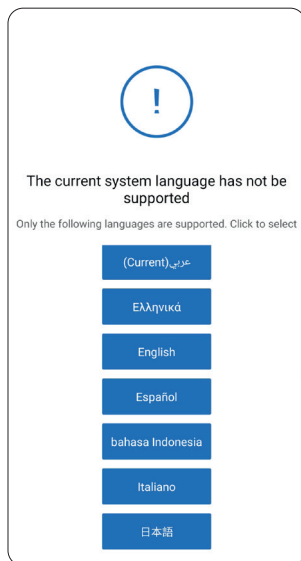 !
The current system language has not be
supported
Only the following languages are supported. Click to select
عربي(Current)
Ελληνικά
English
Español
bahasa Indonesia
Italiano
日本語